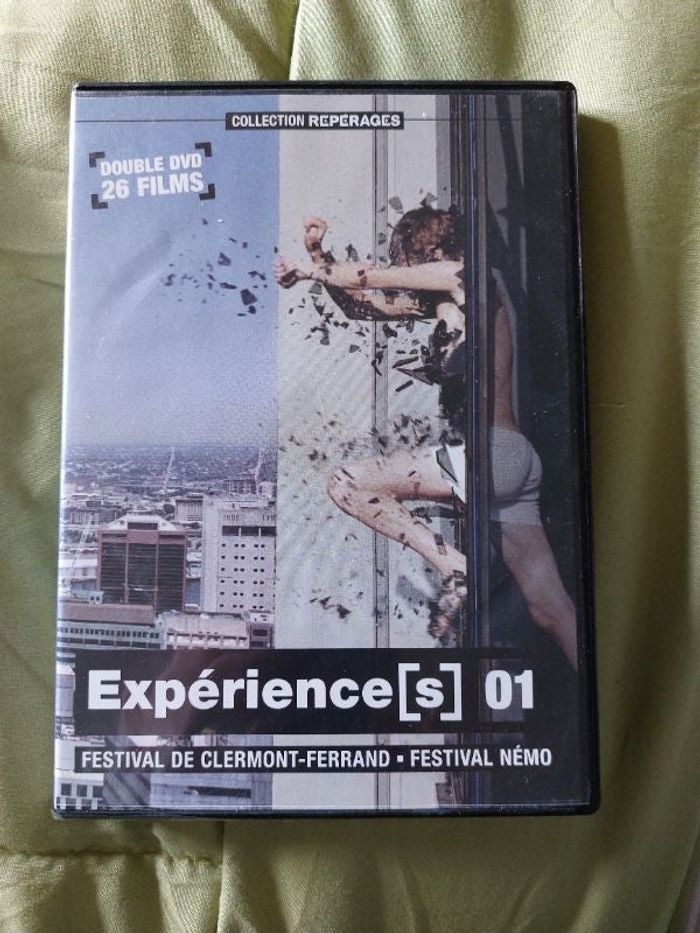 COLLECTION REPÉRAGES
DOUBLE DVD
26 FILMS
Expérience[s] 01
FESTIVAL DE CLERMONT-FERRAND ▪ FESTIVAL NÉMO